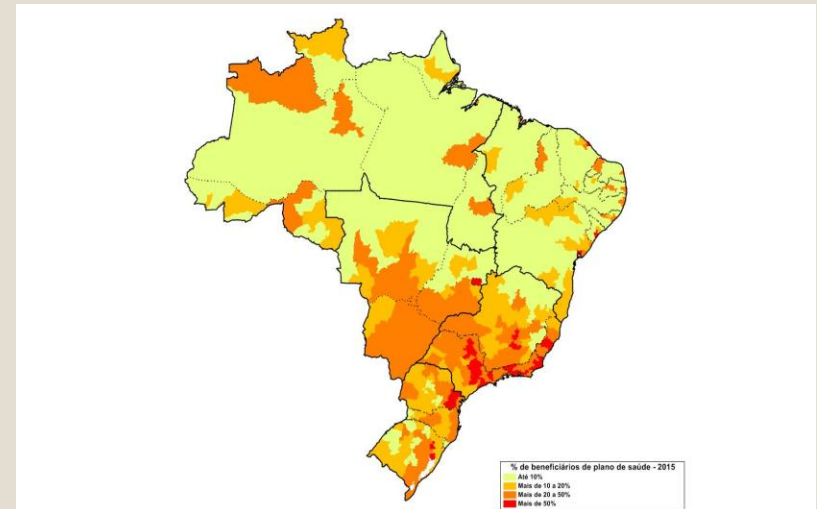 % de beneficiários de plano de saúde - 2015
Até 10%
Mais de 10 a 20%
Mais de 20 a 50%
Mais de 50%